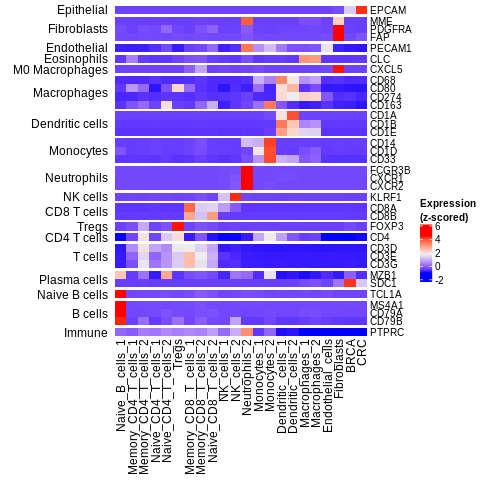 Epithelial
EPCAM
Fibroblasts
MME
PDGFRA
FAP
Endothelial
PECAM1
Eosinophils
CLC
M0 Macrophages
CXCL5
Macrophages
CD68
CD80
CD274
CD163
Dendritic cells
CD1A
CD1B
CD1E
Monocytes
CD14
CD1D
CD33
Neutrophils
FCGR3B
CXCR1
CXCR2
NK cells
KLRF1
CD8 T cells
CD8A
CD8B
Tregs
FOXP3
CD4 T cells
CD4
T cells
CD3D
CD3E
CD3G
Plasma cells
MZB1
SDC1
Naive B cells
TCL1A
B cells
MS4A1
CD79A
CD79B
Immune
PTPRC
Naive_B_cells_1
Memory_CD4_T_cells_1
Memory_CD4_T_cells_2
Naive_CD4_T_cells_1
Naive_CD4_T_cells_2
Tregs
Memory_CD8_T_cells_1
Memory_CD8_T_cells_2
Naive_CD8_T_cells_2
NK_cells_1
NK_cells_2
Neutrophils_2
Monocytes_1
Monocytes_2
Dendritic_cells_1
Dendritic_cells_2
Macrophages_1
Macrophages_2
Endothelial_cells
Fibroblasts
BRCA
CRC
Expression
(z-scored)
6
4
2
0
-2